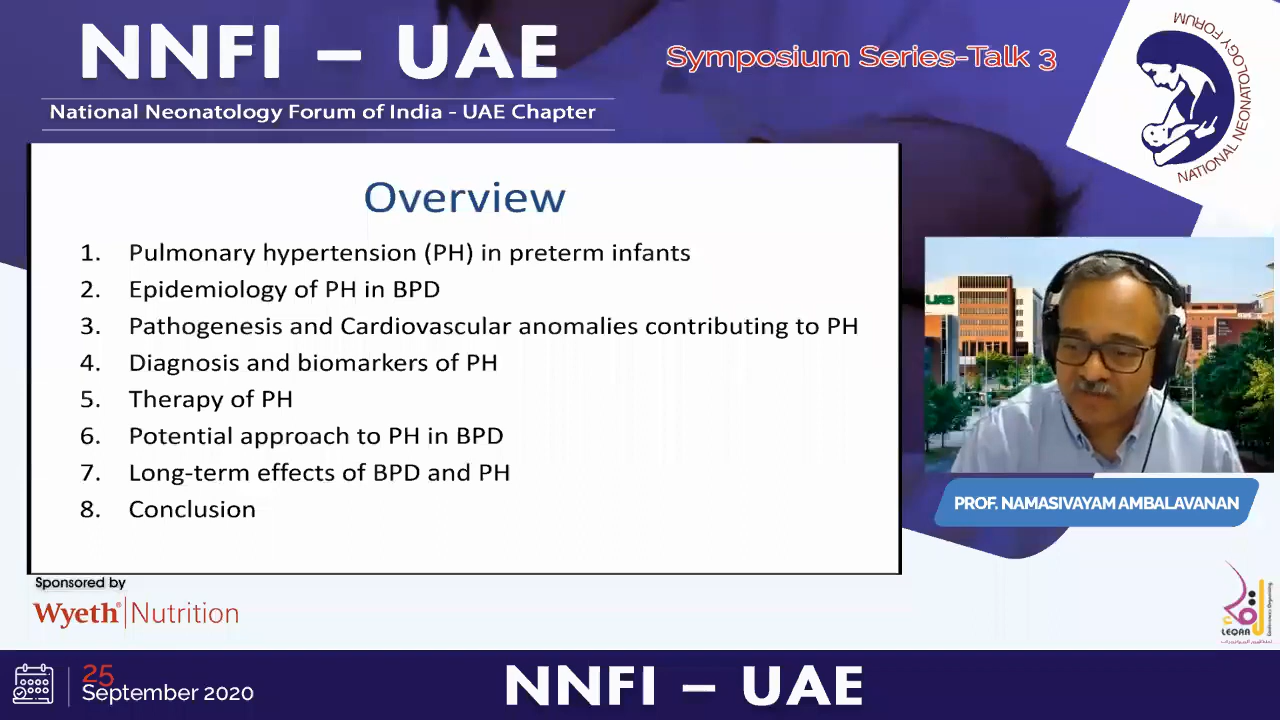 NNFI – UAE
National Neonatology Forum of India - UAE Chapter
Symposium Series-Talk 3
NATIONAL NEONATOLOGY FORUM
Overview
1. Pulmonary hypertension (PH) in preterm infants
2. Epidemiology of PH in BPD
3. Pathogenesis and Cardiovascular anomalies contributing to PH
4. Diagnosis and biomarkers of PH
5. Therapy of PH
6. Potential approach to PH in BPD
7. Long-term effects of BPD and PH
8. Conclusion
UAB
PROF. NAMASIVAYAM AMBALAVANAN
Sponsored by
Wyeth® Nutrition
LEQAA
25
September 2020
NNFI – UAE